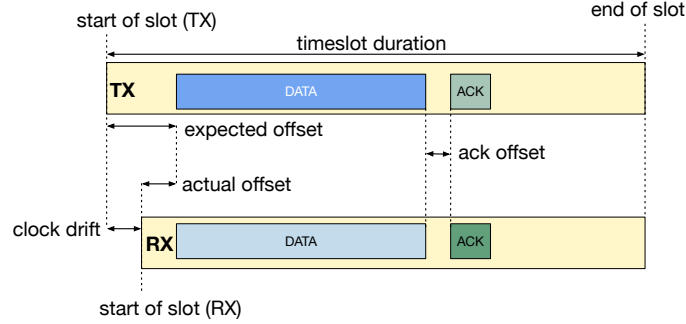 start of slot (TX)
end of slot
timeslot duration
TX
DATA
ACK
expected offset
ack offset
actual offset
clock drift
RX
DATA
ACK
start of slot (RX)